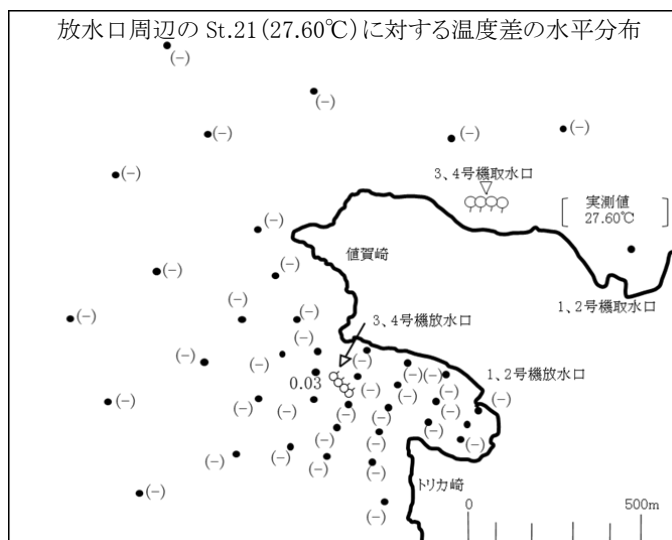 放水口周辺の St.21(27.60℃)に対する温度差の水平分布
(-)
(-)
(-) (-) (-)
(-)
3、4号機取水口
実測値
27.60℃
(-)
値賀崎
(-) (-)
1、2号機取水口
(-) (-) (-)
3、4号機放水口
(-)
(-) (-) (-)
(-) (-)
1、2号機放水口
0.03
(-) (-)
(-) (-) (-) (-)
(-) (-) (-) (-)
(-) (-) (-) (-)
(-)
トリカ崎
(-)
(-)
0 500m